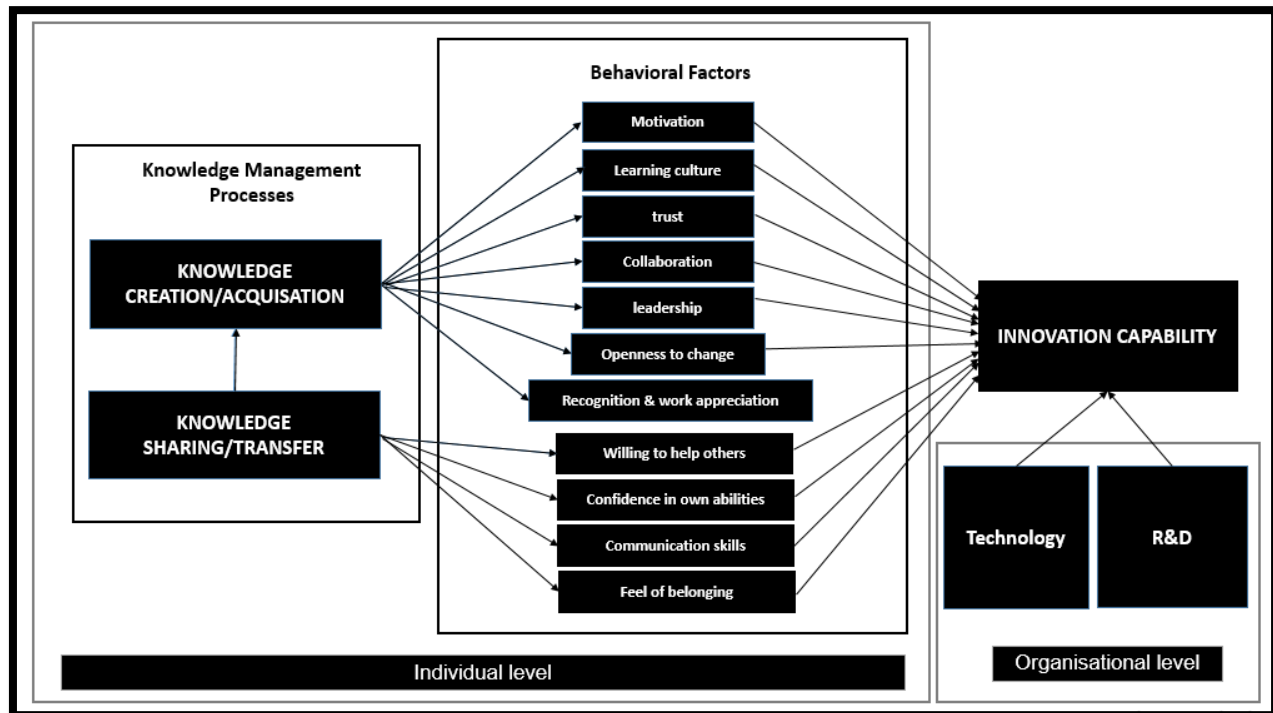 Behavioral Factors
Motivation
Learning culture
trust
Collaboration
leadership
Openness to change
Recognition & work appreciation
Willing to help others
Confidence in own abilities
Communication skills
Feel of belonging
Knowledge Management
Processes
KNOWLEDGE
CREATION/ACQUISATION
KNOWLEDGE
SHARING/TRANSFER
INNOVATION CAPABILITY
Technology
R&D
Individual level
Organisational level